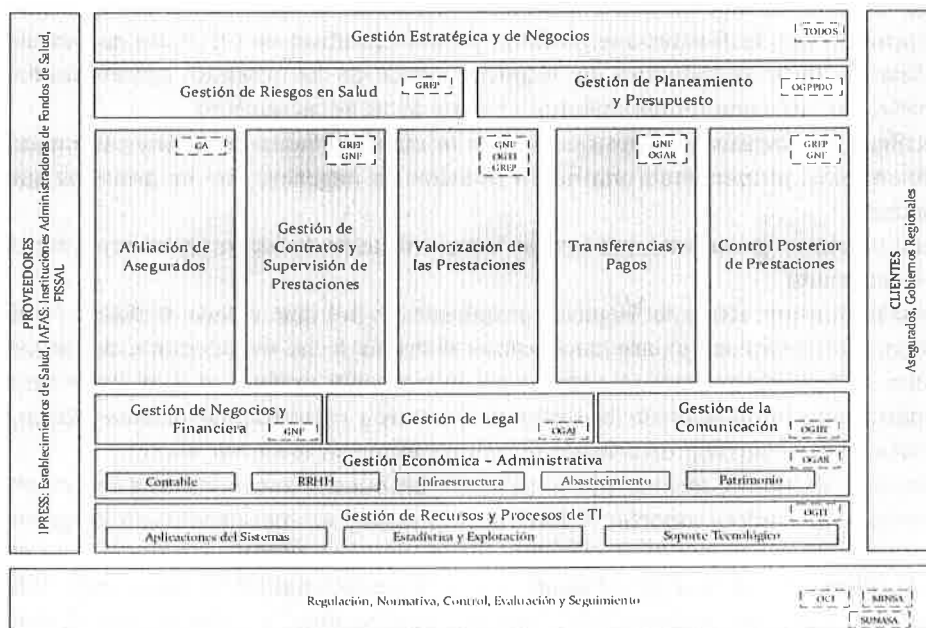 PROVEEDORES
IPRESS: Establecimientos de Salud, IAFAS: Instituciones Administradoras de Fondos de Salud,
FISSAL
Gestión Estratégica y de Negocios
TODOS
Gestión de Riesgos en Salud
GREP
Gestión de Planeamiento
y Presupuesto
OGPPDO
GA
Afiliación de
Asegurados
GREP
GNF
Gestión de
Contratos y
Supervisión de
Prestaciones
GNF
OGTI
GREP
Valorización de
las Prestaciones
GNF
OGAR
Transferencias y
Pagos
GREP
GNF
Control Posterior
de Prestaciones
Gestión de Negocios y
Financiera
GNF
Gestión de Legal
OGAJ
Gestión de la
Comunicación
Gestión Económica – Administrativa
OGAR
Contable
RRHH
Infraestructura
Abastecimiento
Patrimonio
Gestión de Recursos y Procesos de TI
OGTI
Aplicaciones del Sistemas
Estadística y Explotación
Soporte Tecnológico
CLIENTES
Asegurados, Gobiernos Regionales
Regulación, Normativa, Control, Evaluación y Seguimiento
OCI
MINSA
SUNASA